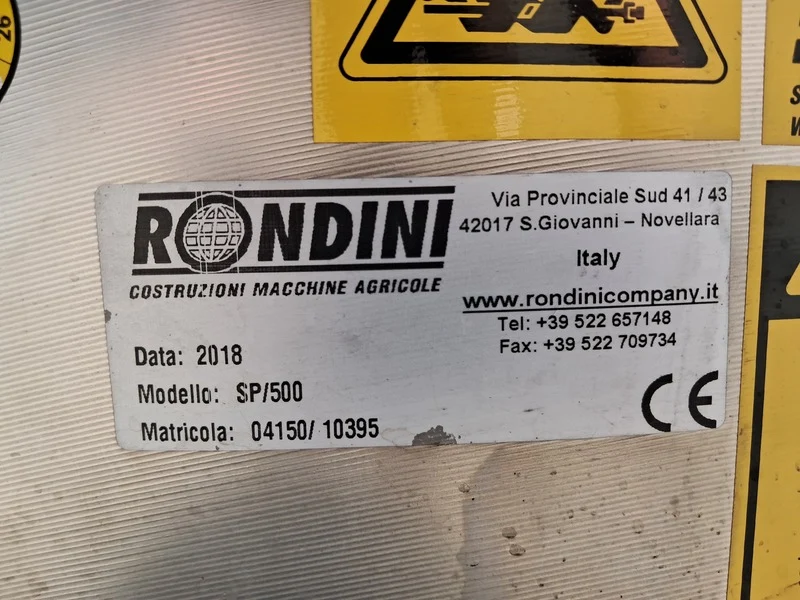 26
RONDINI
COSTRUZIONI MACCHINE AGRICOLE
Via Provinciale Sud 41 / 43
42017 S.Giovanni – Novellara
Italy
www.rondinicompany.it
Tel: +39 522 657148
Fax: +39 522 709734
Data: 2018
Modello: SP/500
Matricola: 04150/ 10395
CE